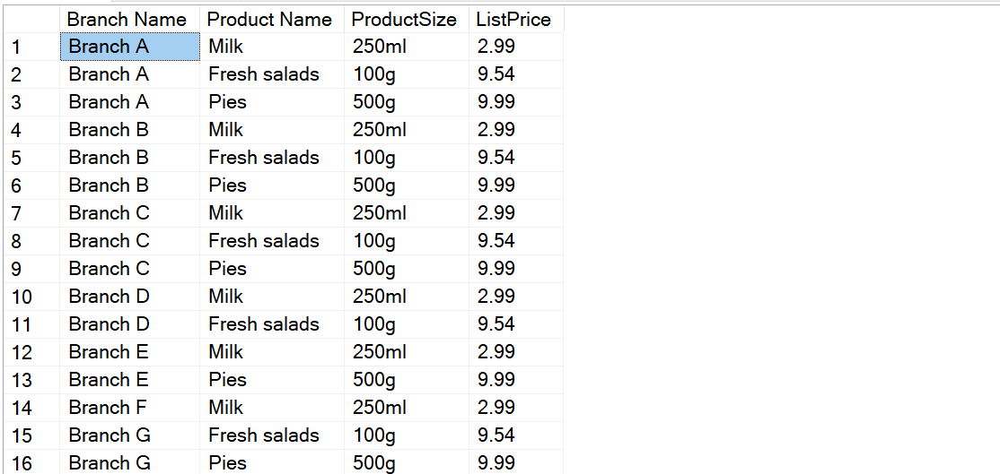 Branch Name Product Name ProductSize ListPrice
1 Branch A Milk 250ml 2.99
2 Branch A Fresh salads 100g 9.54
3 Branch A Pies 500g 9.99
4 Branch B Milk 250ml 2.99
5 Branch B Fresh salads 100g 9.54
6 Branch B Pies 500g 9.99
7 Branch C Milk 250ml 2.99
8 Branch C Fresh salads 100g 9.54
9 Branch C Pies 500g 9.99
10 Branch D Milk 250ml 2.99
11 Branch D Fresh salads 100g 9.54
12 Branch E Milk 250ml 2.99
13 Branch E Pies 500g 9.99
14 Branch F Milk 250ml 2.99
15 Branch G Fresh salads 100g 9.54
16 Branch G Pies 500g 9.99